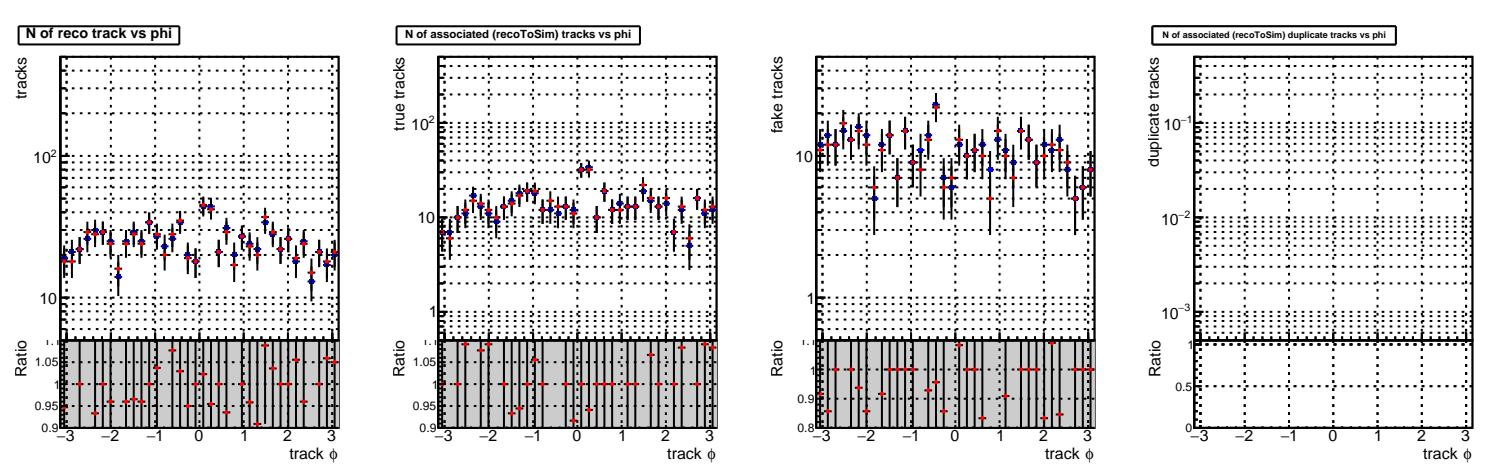 N of reco track vs phi
tracks
10²
10
Ratio
1.05
1
0.95
0.9
−3 −2 −1 0 1 2 3
track ϕ
N of associated (recoToSim) tracks vs phi
true tracks
10²
10
1
Ratio
1.05
1
0.95
0.9
−3 −2 −1 0 1 2 3
track ϕ
fake tracks
10
1
Ratio
1
0.9
0.8
−3 −2 −1 0 1 2 3
track ϕ
N of associated (recoToSim) duplicate tracks vs phi
duplicate tracks
10⁻¹
10⁻²
10⁻³
Ratio
1
0.5
0
−3 −2 −1 0 1 2 3
track ϕ